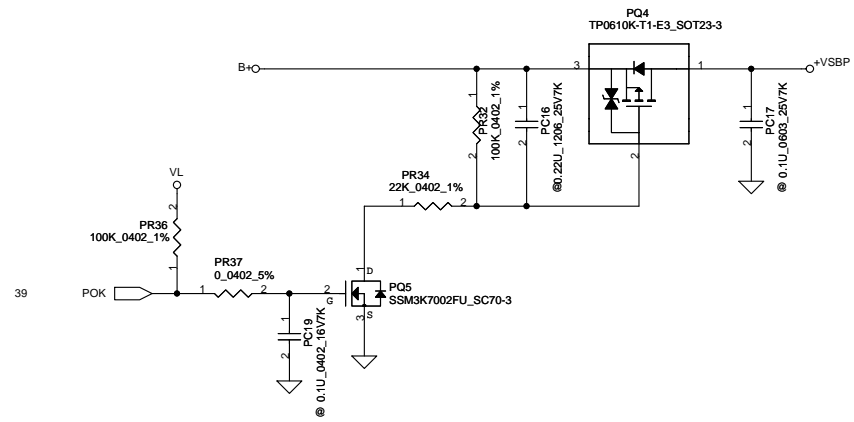 PQ4
TP0610K-T1-E3_SOT23-3
B+
3
1
+VSBP
1
PR32
100K_0402_1%
2
1
PC16
@0.22U_1206_25V7K
2
2
1
PC17
@ 0.1U_0603_25V7K
2
VL
2
PR36
100K_0402_1%
1
PR34
22K_0402_1%
1
2
PR37
0_0402_5%
39
POK
1
2
2
G
1
D
PQ5
SSM3K7002FU_SC70-3
3
S
1
PC19
@ 0.1U_0402_16V7K
2